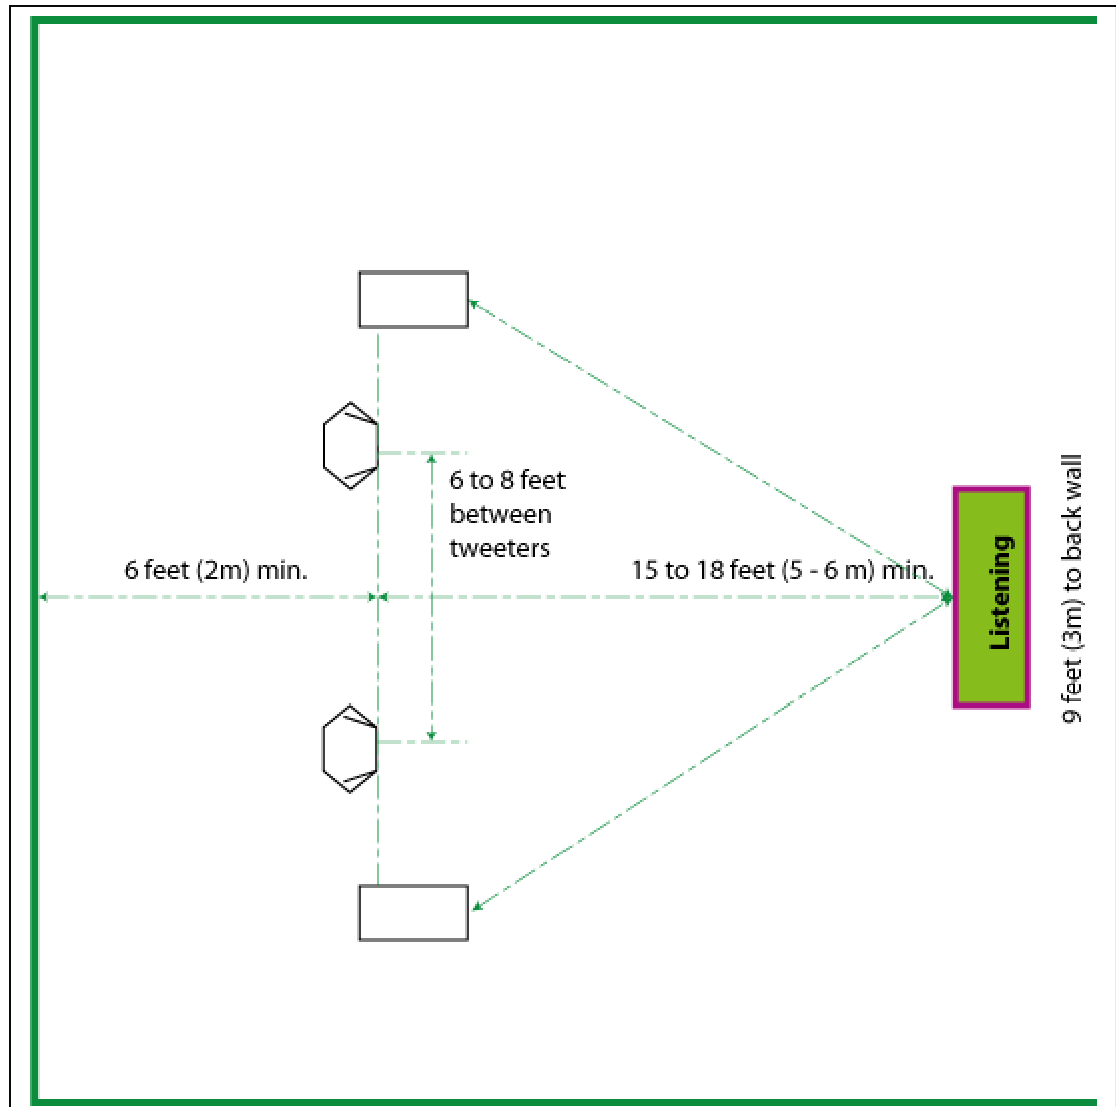 6 to 8 feet
between
tweeters
6 feet (2m) min.
15 to 18 feet (5 - 6 m) min.
Listening
9 feet (3m) to back wall